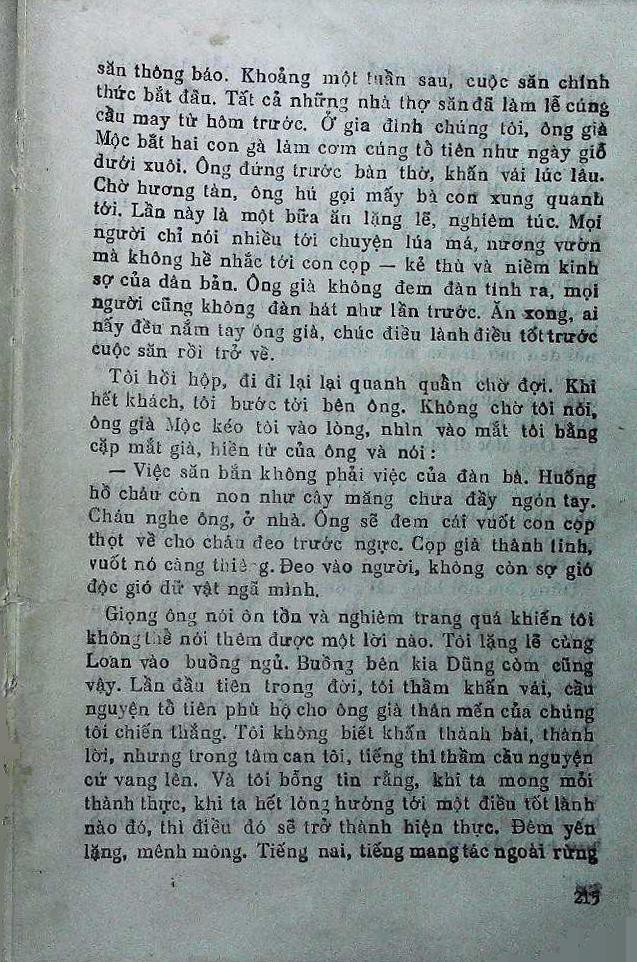 săn thông báo. Khoảng một tuần sau, cuộc săn chính
thức bắt đầu. Tất cả những nhà thợ săn đã làm lễ cúng
cầu may từ hôm trước. Ở gia đình chúng tôi, ông già
Mộc bắt hai con gà làm cơm cúng tổ tiên như ngày giỗ
dưới xuôi. Ông đứng trước bàn thờ, khấn vái lúc lâu.
Chờ hương tàn, ông hú gọi mấy bà con xung quanh
tới. Lần này là một bữa ăn lặng lẽ, nghiêm túc. Mọi
người chỉ nói nhiều tới chuyện lúa má, nương vườn
mà không hề nhắc tới con cọp — kẻ thù và niềm kinh
sợ của dân bản. Ông già không đem đàn tính ra, mọi
người cũng không đàn hát như lần trước. Ăn xong, ai
nấy đều nắm tay ông già, chúc điều lành điều tốt trước
cuộc săn rồi trở về.
Tôi hồi hộp, đi đi lại lại quanh quẩn chờ đợi. Khi
hết khách, tôi bước tới bên ông. Không chờ tôi nói,
ông già Mộc kéo tôi vào lòng, nhìn vào mắt tôi bằng
cặp mắt già, hiền từ của ông và nói :
— Việc săn bắn không phải việc của đàn bà. Huống
hồ cháu còn non như cây măng chưa đầy ngón tay.
Cháu nghe ông, ở nhà. Ông sẽ đem cái vuốt con cọp
thọt về cho cháu đeo trước ngực. Cọp già thành tinh,
vuốt nó càng thiêng. Đeo vào người, không còn sợ gió
độc gió dữ vật ngã mình.
Giọng ông nói ôn tồn và nghiêm trang quá khiến tôi
không thể nói thêm được một lời nào. Tôi lặng lẽ cùng
Loan vào buồng ngủ. Buồng bên kia Dũng còm cũng
vậy. Lần đầu tiên trong đời, tôi thầm khấn vái, cầu
nguyện tổ tiên phù hộ cho ông già thân mến của chúng
tôi chiến thắng. Tôi không biết khấn thành bài, thành
lời, nhưng trong tâm can tôi, tiếng thì thầm cầu nguyện
cứ vang lên. Và tôi bỗng tin rằng, khi ta mong mỏi
thành thực, khi ta hết lòng hướng tới một điều tốt lành
nào đó, thì điều đó sẽ trở thành hiện thực. Đêm yên
lặng, mênh mông. Tiếng nai, tiếng mang tác ngoài rừng
215